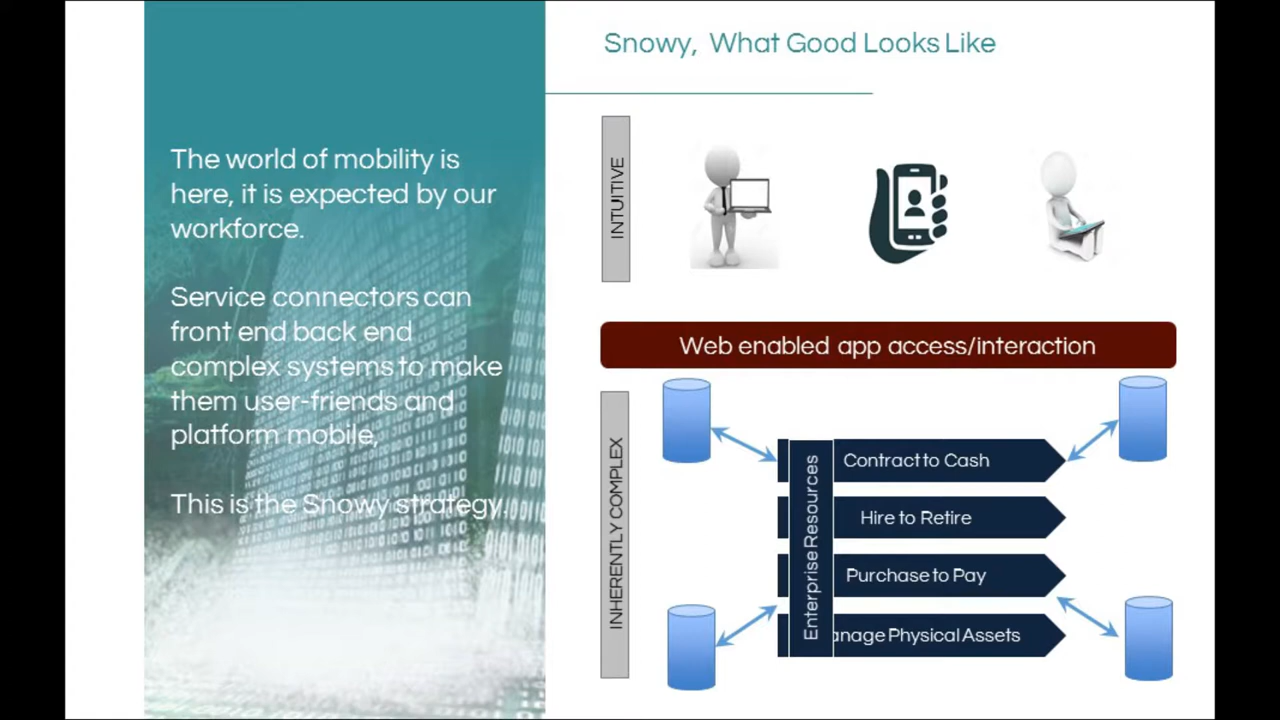 Snowy, What Good Looks Like
The world of mobility is
here, it is expected by our
workforce.
Service connectors can
front end back end
complex systems to make
them user-friends and
platform mobile,
This is the Snowy strategy.
INTUITIVE
Web enabled app access/interaction
INHERENTLY COMPLEX
Enterprise Resources
Contract to Cash
Hire to Retire
Purchase to Pay
anage Physical Assets